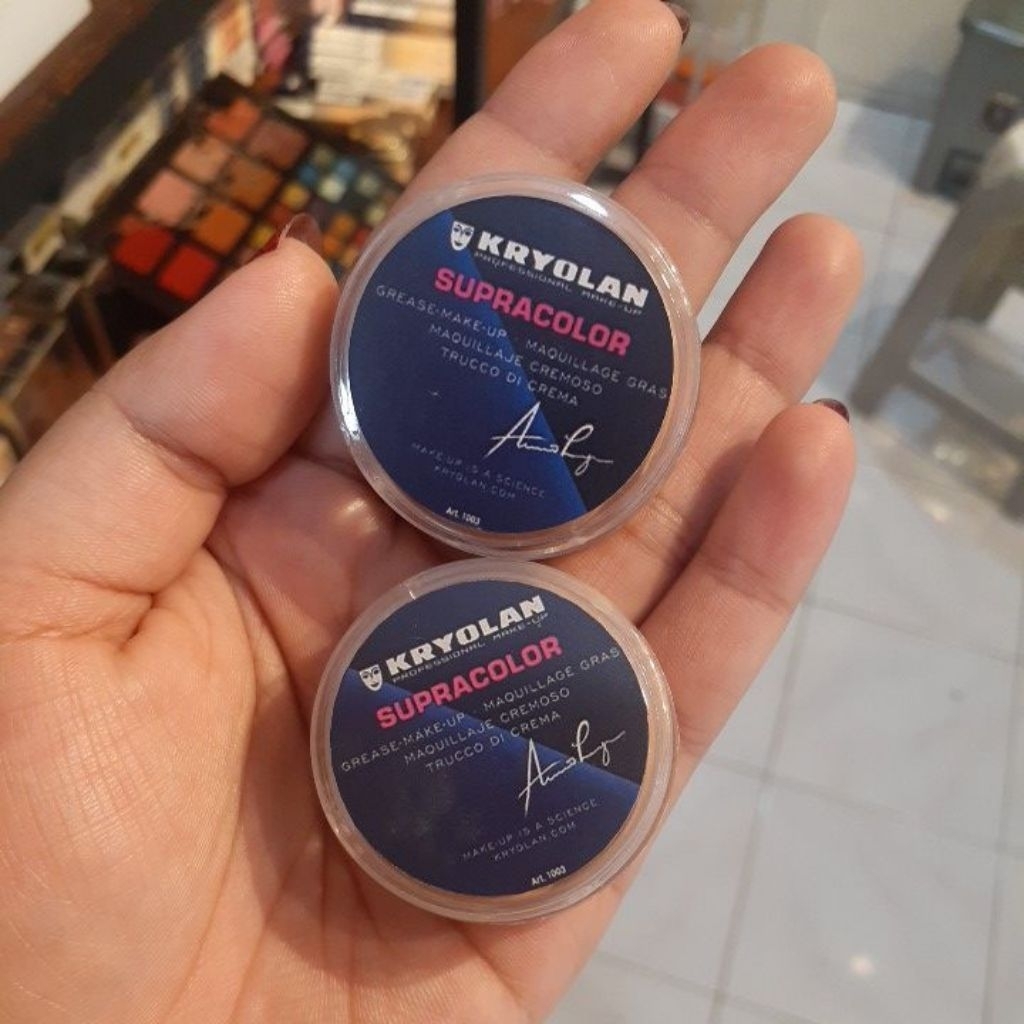 KRYOLAN
PROFESSIONAL MAKE-UP
SUPRACOLOR
GREASE-MAKE-UP · MAQUILLAGE GRAS
MAQUILLAJE CREMOSO
TRUCCO DI CREMA
MAKE-UP IS A SCIENCE
KRYOLAN.COM
Art. 1003
KRYOLAN
PROFESSIONAL MAKE-UP
SUPRACOLOR
GREASE-MAKE-UP · MAQUILLAGE GRAS
MAQUILLAJE CREMOSO
TRUCCO DI CREMA
MAKE-UP IS A SCIENCE
KRYOLAN.COM
Art. 1003